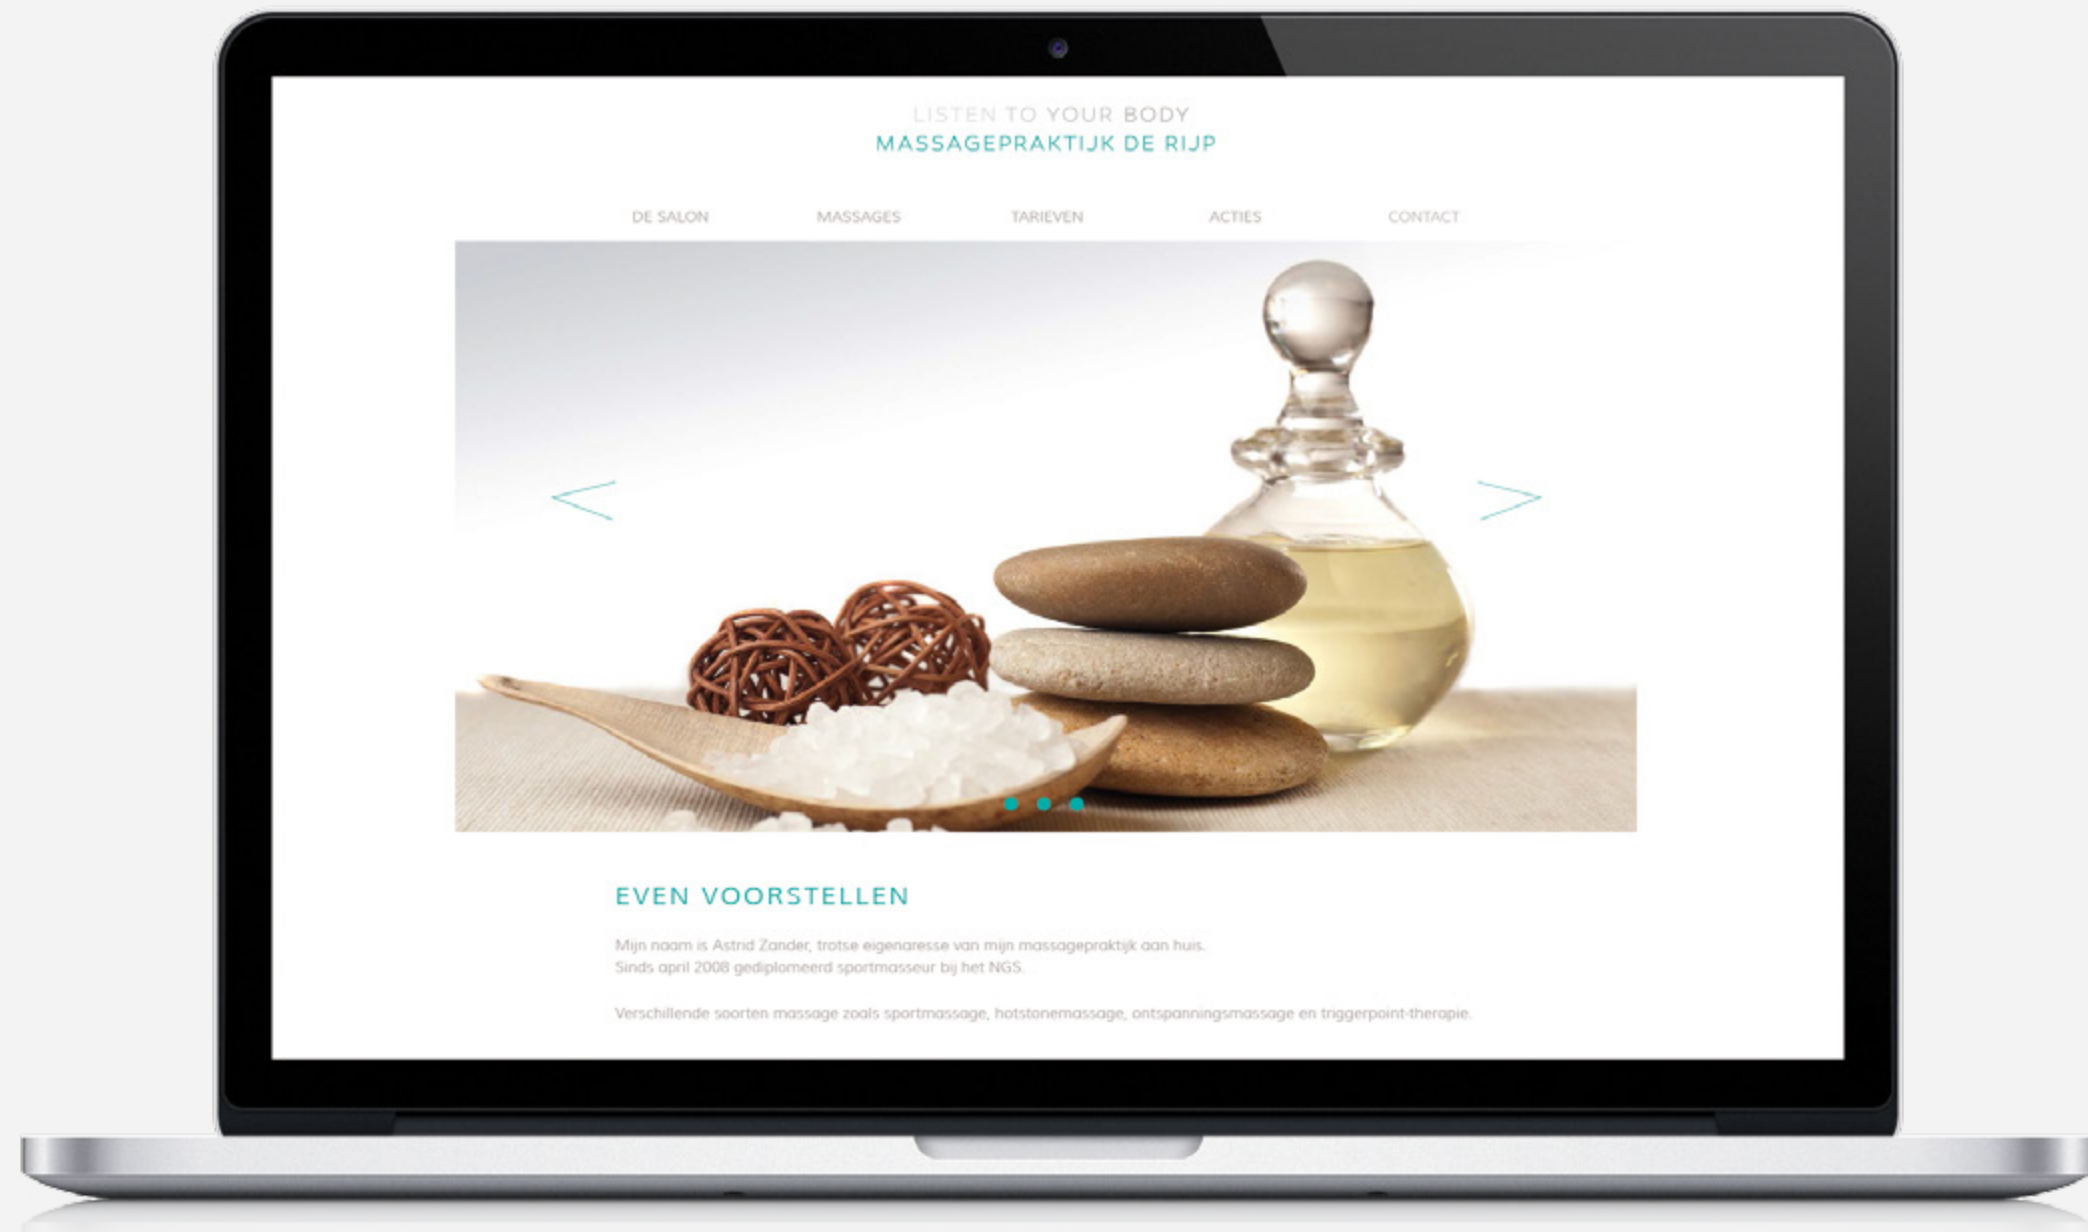 LISTEN TO YOUR BODY
MASSAGEPRAKTIJK DE RIJP
DE SALON MASSAGES TARIEVEN ACTIES CONTACT
EVEN VOORSTELLEN
Mijn naam is Astrid Zander, trotse eigenaresse van mijn massagepraktijk aan huis.
Sinds april 2008 gediplomeerd sportmasseur bij het NGS.
Verschillende soorten massage zoals sportmassage, hotstonemassage, ontspanningsmassage en triggerpoint-therapie.